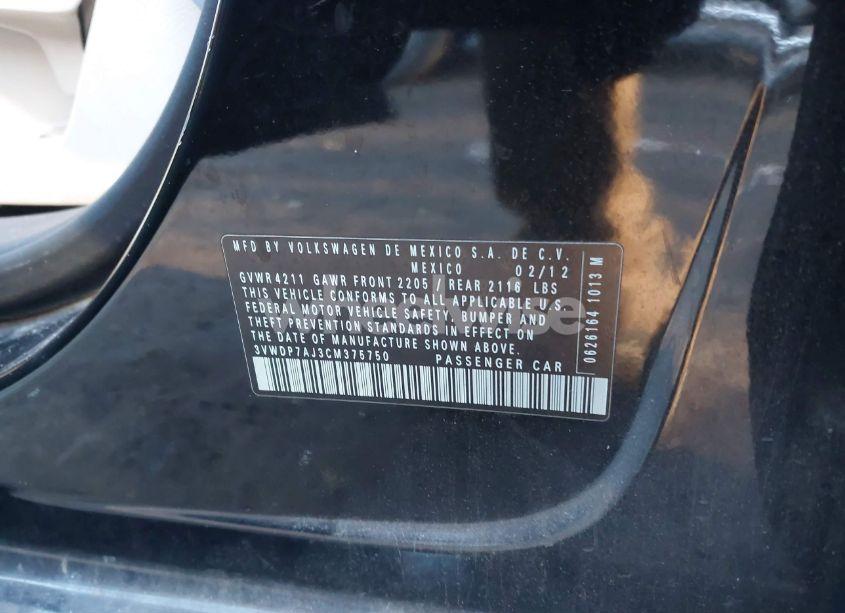 MFD BY VOLKSWAGEN DE MEXICO S.A. DE C.V.
MEXICO 02/12
GVWR 4211 GAWR FRONT 2205 REAR 2116 LBS
THIS VEHICLE CONFORMS TO ALL APPLICABLE U.S.
FEDERAL MOTOR VEHICLE SAFETY, BUMPER AND
THEFT PREVENTION STANDARDS IN EFFECT ON
THE DATE OF MANUFACTURE SHOWN ABOVE.
3VWDP7AJ3CM375750 PASSENGER CAR
0626164 1013 M